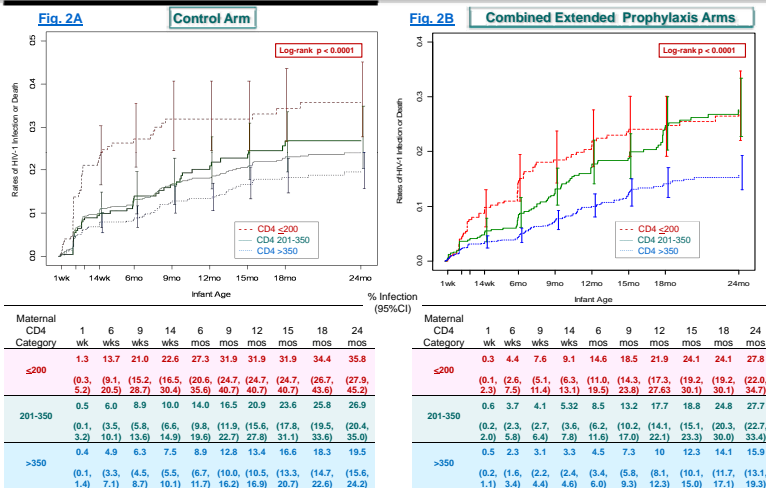 Fig. 2A
Control Arm
Fig. 2B
Combined Extended Prophylaxis Arms
Log-rank p < 0.0001
Log-rank p < 0.0001
Rates of HIV-1 Infection or Death
0.5
0.4
0.3
0.2
0.1
0.0
CD4 ≤200
CD4 201-350
CD4 >350
1wk 14wk 6mo 9mo 12mo 15mo 18mo 24mo
Infant Age
Rates of HIV-1 Infection or Death
0.4
0.3
0.2
0.1
0.0
CD4 ≤200
CD4 201-350
CD4 >350
1wk 14wk 6mo 9mo 12mo 15mo 18mo 24mo
Infant Age
% Infection
(95%CI)
Maternal
CD4 1 6 9 14 6 9 12 15 18 24
Category wk wks wks wks mos mos mos mos mos mos
≤200 1.3 13.7 21.0 22.6 27.3 31.9 31.9 31.9 34.4 35.8
(0.3, (9.1, (15.2, (16.5, (20.6, (24.7, (24.7, (24.7, (26.7, (27.9,
5.2) 20.5) 28.7) 30.4) 35.6) 40.7) 40.7) 40.7) 43.6) 45.2)
201-350 0.5 6.0 8.9 10.0 14.0 16.5 20.9 23.6 25.8 26.9
(0.1, (3.5, (5.8, (6.6, (9.8, (11.9, (15.6, (17.8, (19.5, (20.4,
3.2) 10.1) 13.6) 14.9) 19.6) 22.7) 27.8) 31.1) 33.6) 35.0)
>350 0.4 4.9 6.3 7.5 8.9 12.8 13.4 16.6 18.3 19.5
(0.1, (3.3, (4.5, (5.5, (6.7, (10.0, (10.5, (13.3, (14.7, (15.6,
1.4) 7.1) 8.7) 10.1) 11.7) 16.2) 16.9) 20.7) 22.6) 24.2)
Maternal
CD4 1 6 9 14 6 9 12 15 18 24
Category wk wks wks wks mos mos mos mos mos mos
≤200 0.3 4.4 7.6 9.1 14.6 18.5 21.9 24.1 24.1 27.8
(0.1, (2.6, (5.1, (6.3, (11.0, (14.3, (17.3, (19.2, (19.2, (22.0,
2.3) 7.5) 11.4) 13.1) 19.5) 23.8) 27.63 30.1) 30.1) 34.7)
201-350 0.6 3.7 4.1 5.32 8.5 13.2 17.7 18.8 24.8 27.7
(0.2, (2.3, (2.7, (3.6, (6.2, (10.2, (14.1, (15.1, (20.3, (22.7,
2.0) 5.8) 6.4) 7.8) 11.6) 17.0) 22.1) 23.3) 30.0) 33.4)
>350 0.5 2.3 3.1 3.3 4.5 7.3 10 12.3 14.1 15.9
(0.2, (1.6, (2.2, (2.4, (3.4, (5.8, (8.1, (10.1, (11.7, (13.1,
1.1) 3.4) 4.4) 4.6) 6.0) 9.3) 12.3) 15.0) 17.1) 19.3)